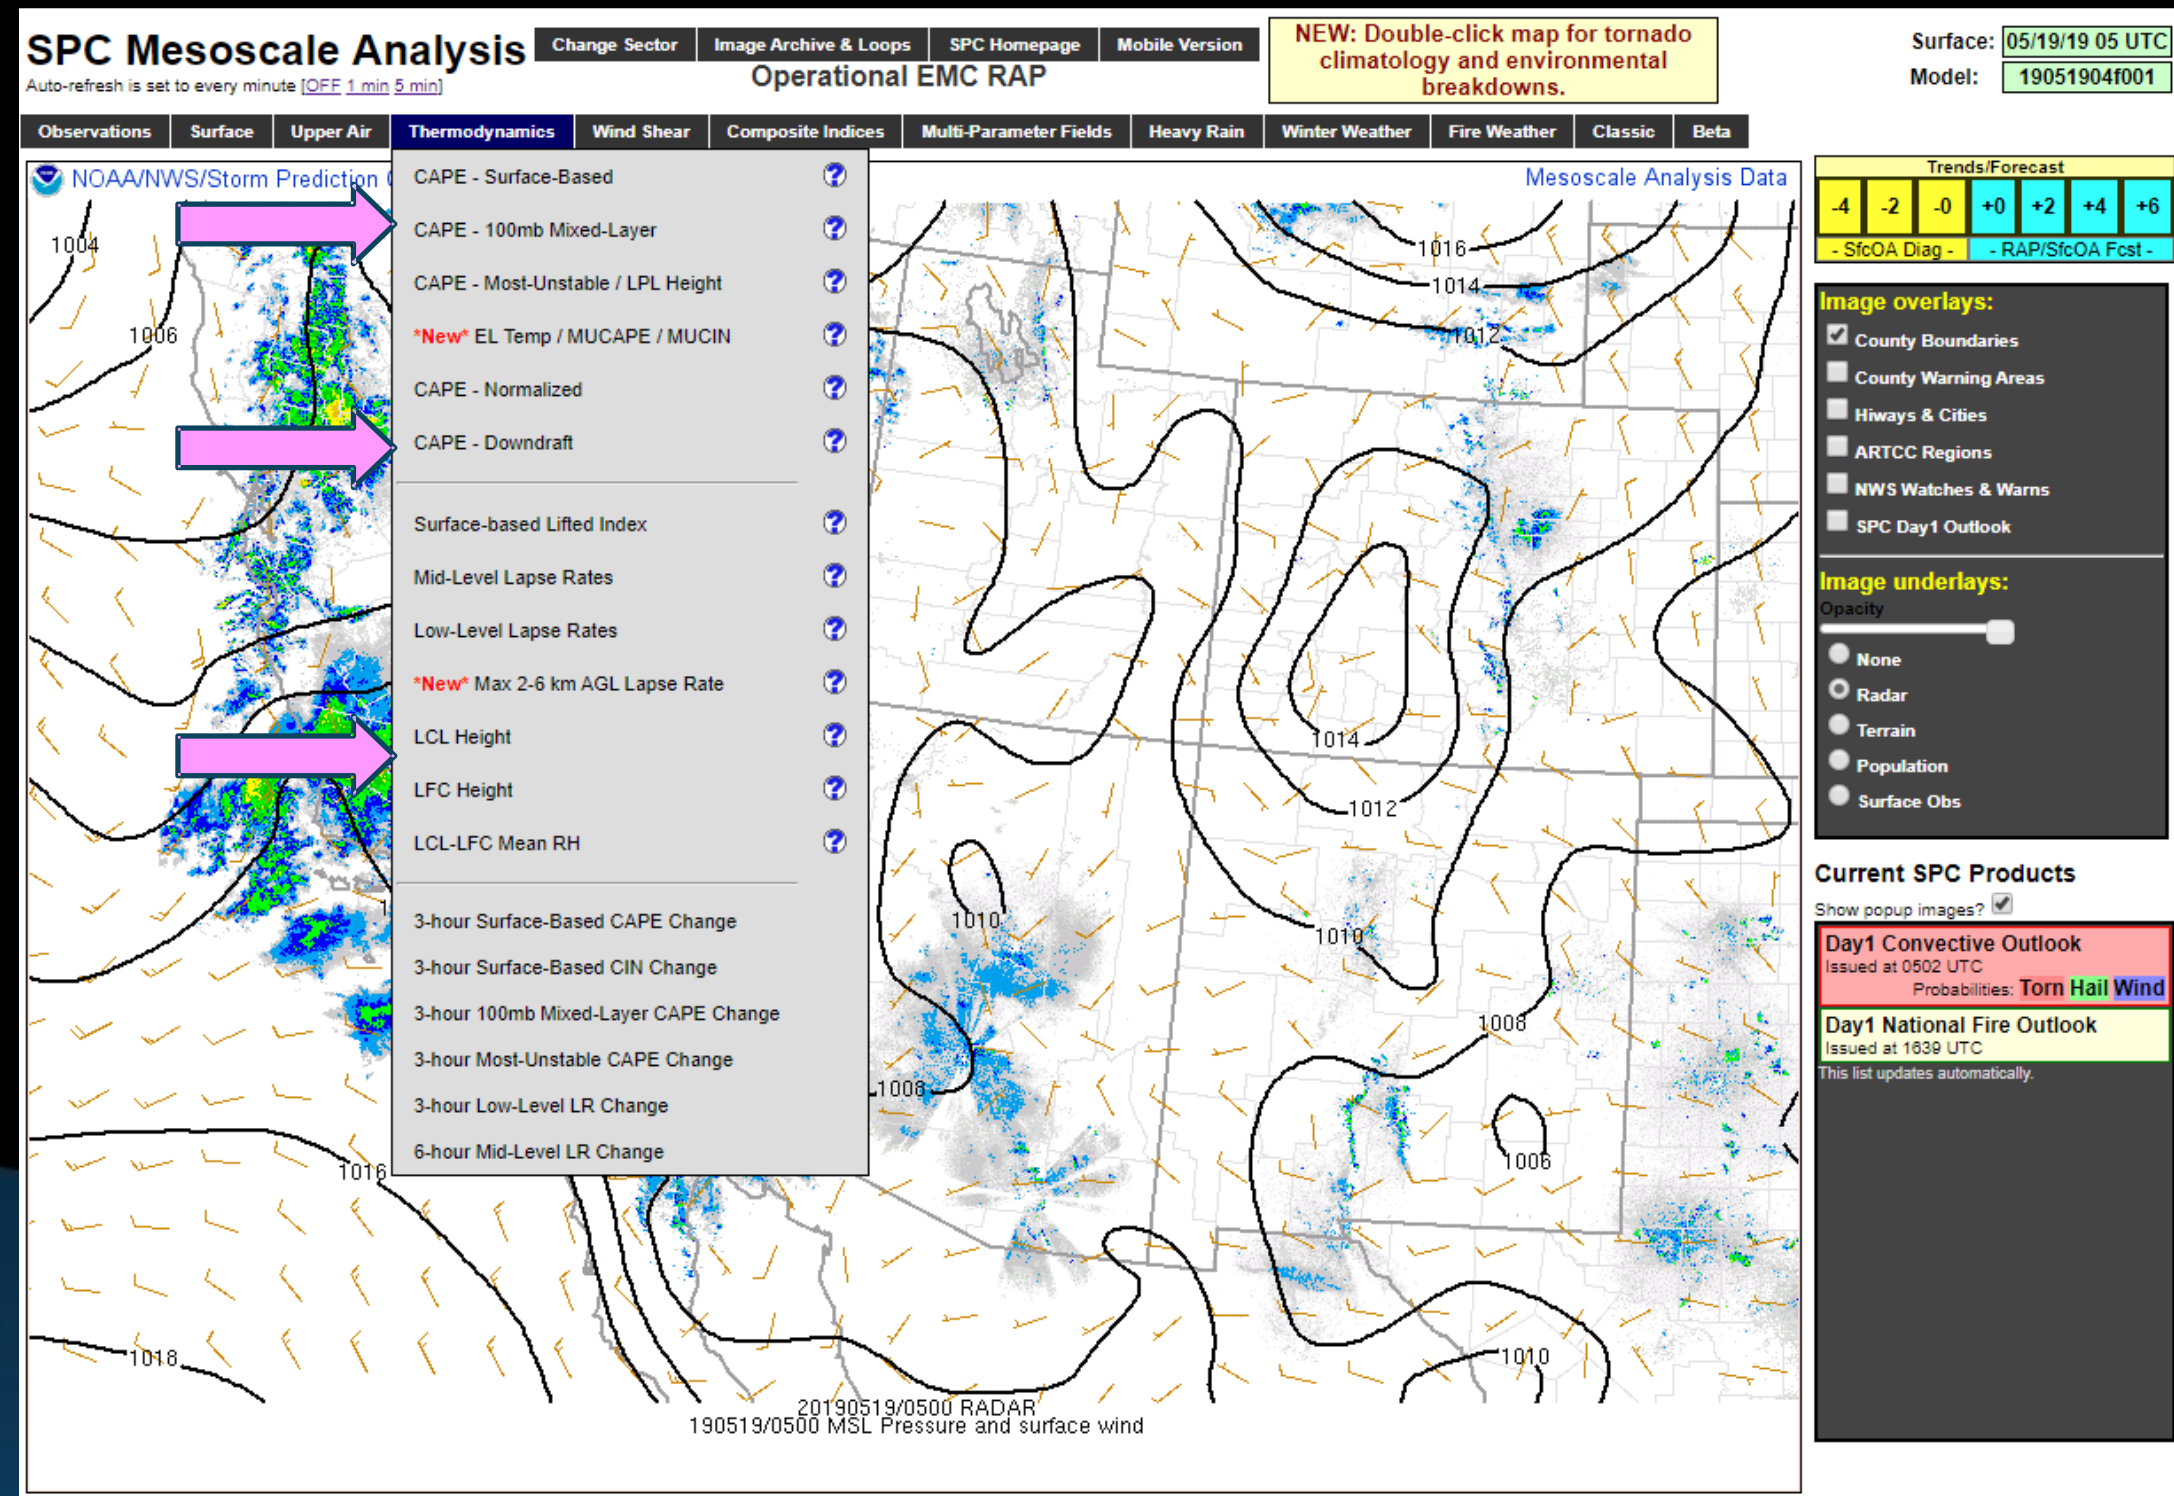 SPC Mesoscale Analysis
Auto-refresh is set to every minute [OFF 1 min 5 min]
Change Sector
Image Archive & Loops
SPC Homepage
Mobile Version
Operational EMC RAP
NEW: Double-click map for tornado
climatology and environmental
breakdowns.
Surface: 05/19/19 05 UTC
Model: 19051904f001
Observations
Surface
Upper Air
Thermodynamics
Wind Shear
Composite Indices
Multi-Parameter Fields
Heavy Rain
Winter Weather
Fire Weather
Classic
Beta
NOAA/NWS/Storm Prediction
Mesoscale Analysis Data
CAPE - Surface-Based ?
CAPE - 100mb Mixed-Layer ?
CAPE - Most-Unstable / LPL Height ?
*New* EL Temp / MUCAPE / MUCIN ?
CAPE - Normalized ?
CAPE - Downdraft ?
Surface-based Lifted Index ?
Mid-Level Lapse Rates ?
Low-Level Lapse Rates ?
*New* Max 2-6 km AGL Lapse Rate ?
LCL Height ?
LFC Height ?
LCL-LFC Mean RH ?
3-hour Surface-Based CAPE Change
3-hour Surface-Based CIN Change
3-hour 100mb Mixed-Layer CAPE Change
3-hour Most-Unstable CAPE Change
3-hour Low-Level LR Change
6-hour Mid-Level LR Change
1004
1006
1016
1014
1012
1014
1012
1010
1010
1008
1008
1006
1016
1018
1010
20190519/0500 RADAR
190519/0500 MSL Pressure and surface wind
Trends/Forecast
-4 -2 -0 +0 +2 +4 +6
- SfcOA Diag - - RAP/SfcOA Fcst -
Image overlays:
County Boundaries
County Warning Areas
Hiways & Cities
ARTCC Regions
NWS Watches & Warns
SPC Day1 Outlook
Image underlays:
Opacity
None
Radar
Terrain
Population
Surface Obs
Current SPC Products
Show popup images?
Day1 Convective Outlook
Issued at 0502 UTC
Probabilities: Torn Hail Wind
Day1 National Fire Outlook
Issued at 1639 UTC
This list updates automatically.